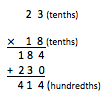 2 3 (tenths)
× 1 8 (tenths)
1 8 4
+ 2 3 0
4 1 4 (hundredths)